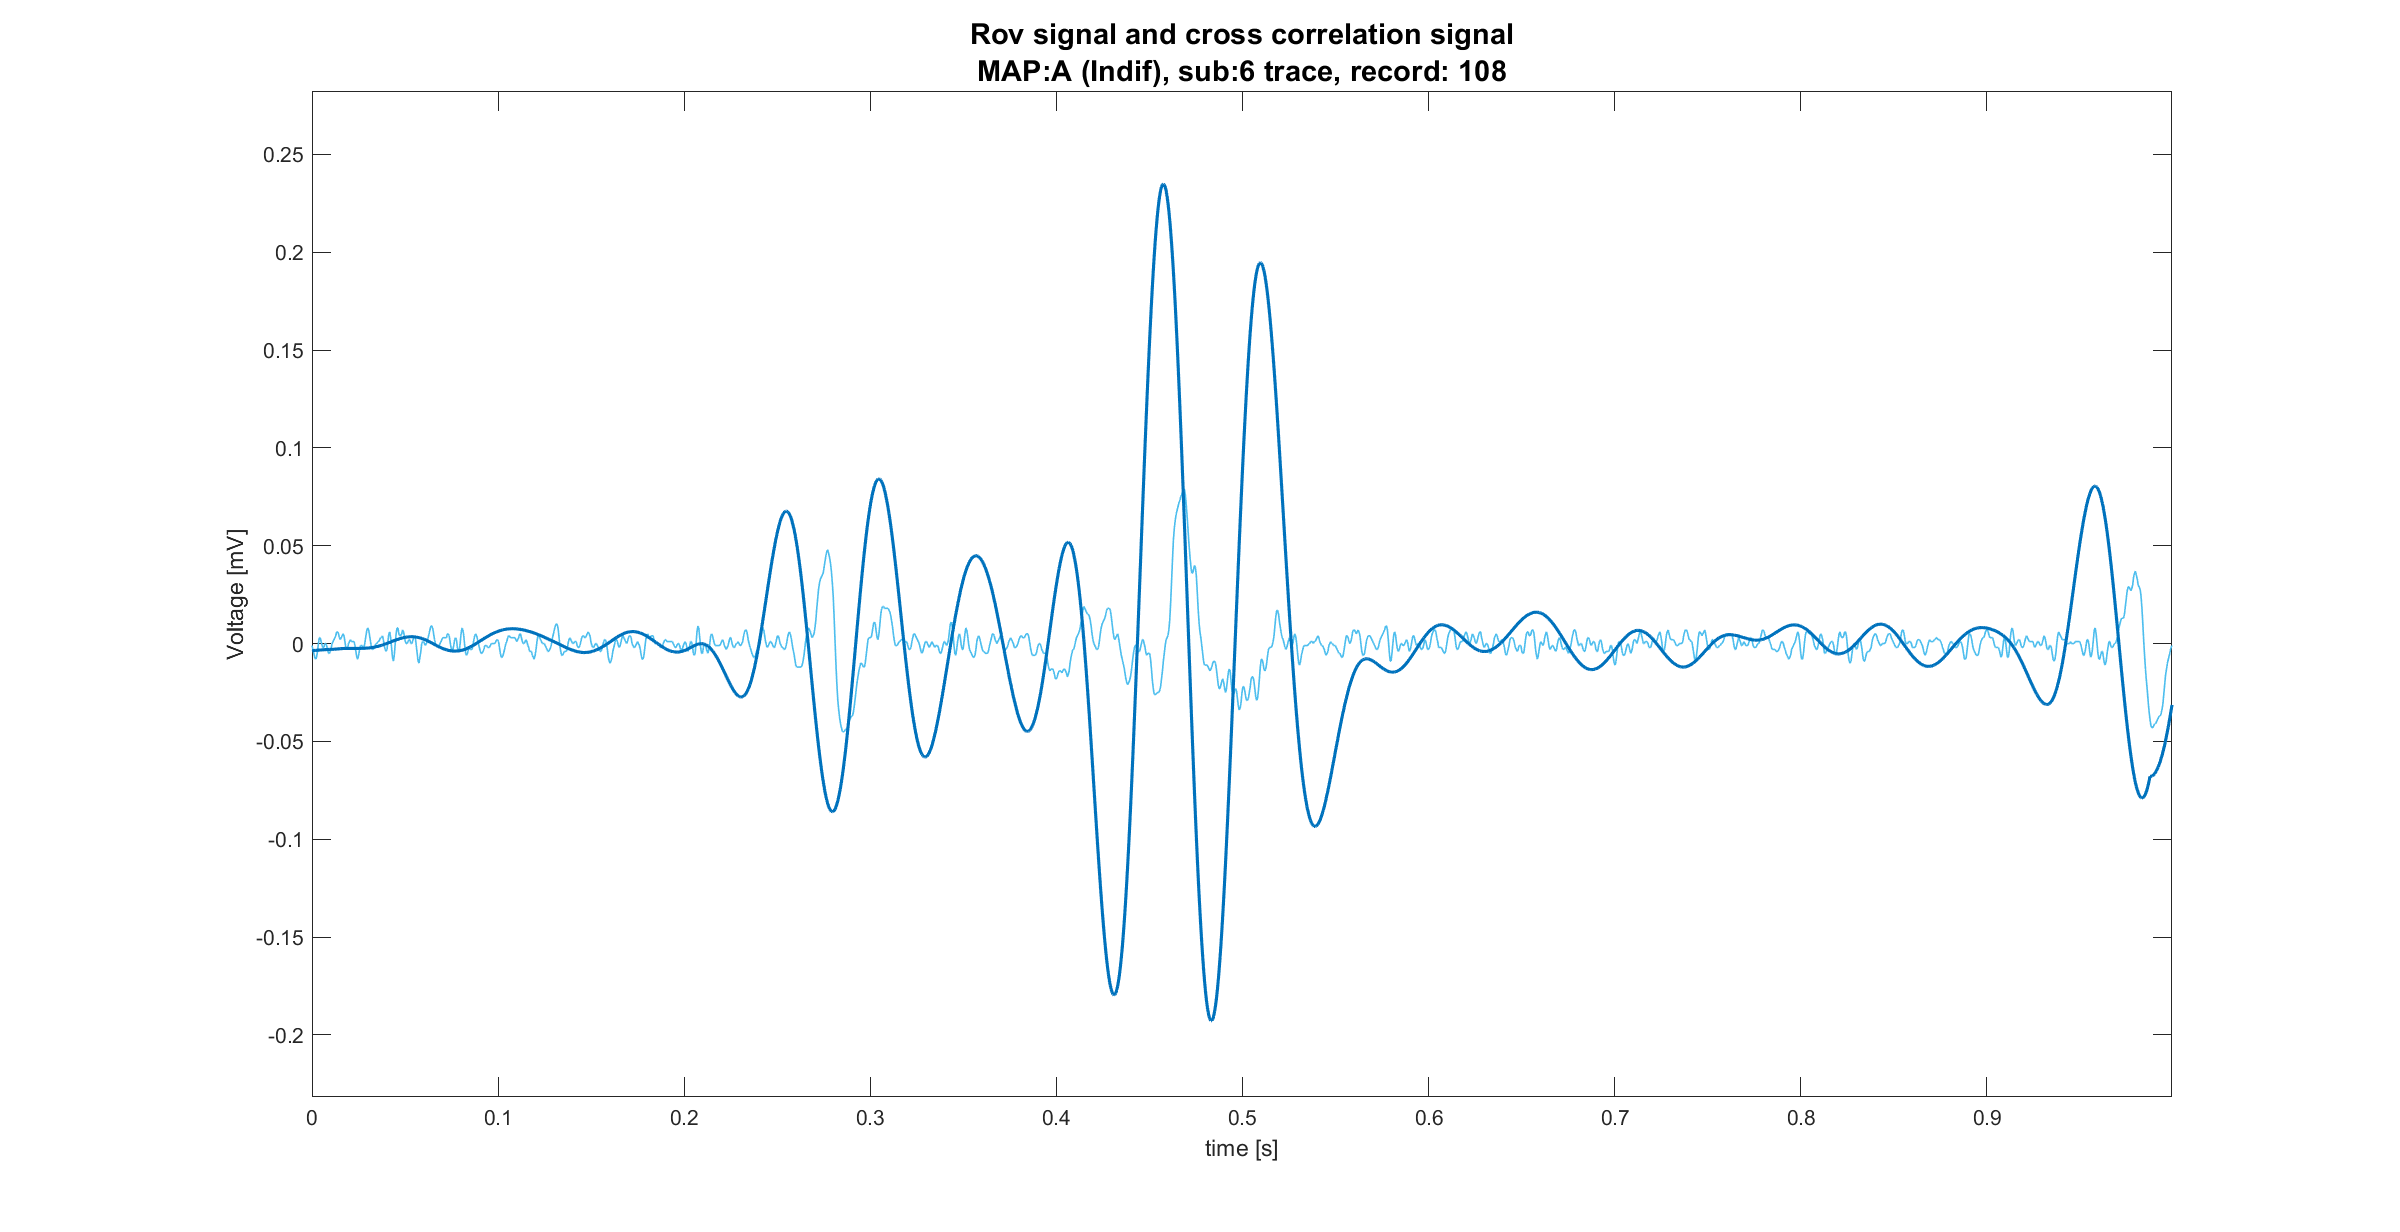 Rov signal and cross correlation signal
MAP:A (Indif), sub:6 trace, record: 108
0.25
0.2
0.15
0.1
0.05
0
-0.05
-0.1
-0.15
-0.2
Voltage [mV]
0 0.1 0.2 0.3 0.4 0.5 0.6 0.7 0.8 0.9
time [s]